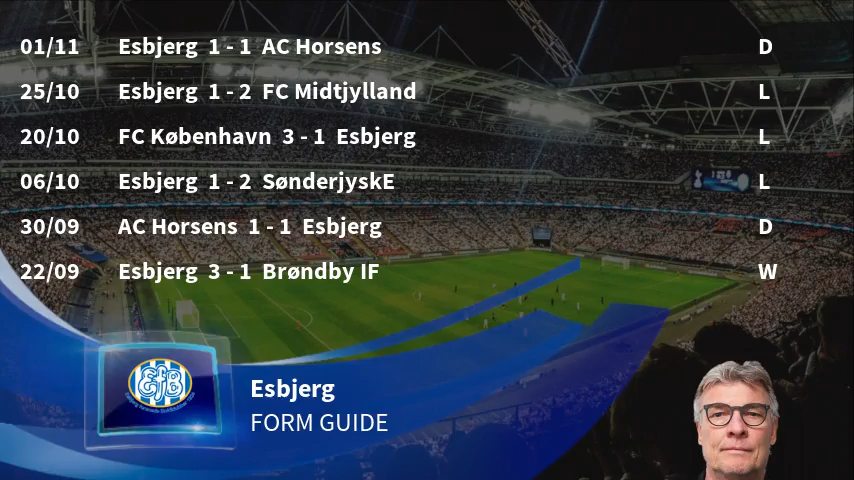 01/11 Esbjerg 1 - 1 AC Horsens D
25/10 Esbjerg 1 - 2 FC Midtjylland L
20/10 FC København 3 - 1 Esbjerg L
06/10 Esbjerg 1 - 2 SønderjyskE L
30/09 AC Horsens 1 - 1 Esbjerg D
22/09 Esbjerg 3 - 1 Brøndby IF W
EfB
Esbjerg
FORM GUIDE